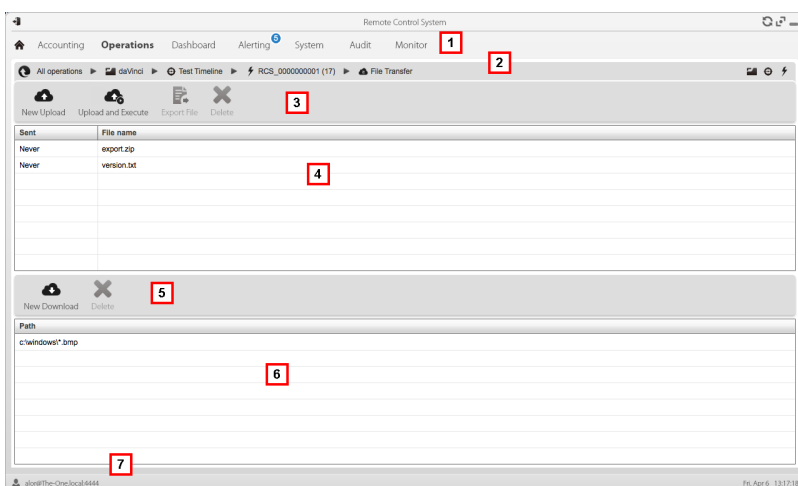 Remote Control System
Accounting Operations Dashboard Alerting 5 System Audit Monitor 1
2
All operations daVinci Test Timeline RCS_0000000001 (17) File Transfer
3
New Upload Upload and Execute Export File Delete
Sent File name
Never export.zip
Never version.txt
4
5
New Download Delete
Path
c:\windows\*.bmp
6
7
alon@The-One.local:4444 Fri, Apr 6 13:17:18